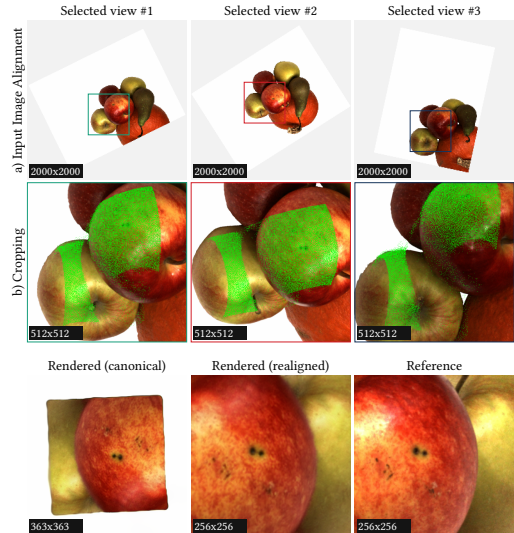 Selected view #1 Selected view #2 Selected view #3
a) Input Image Alignment
2000x2000 2000x2000 2000x2000
b) Cropping
512x512 512x512 512x512
Rendered (canonical) Rendered (realigned) Reference
363x363 256x256 256x256